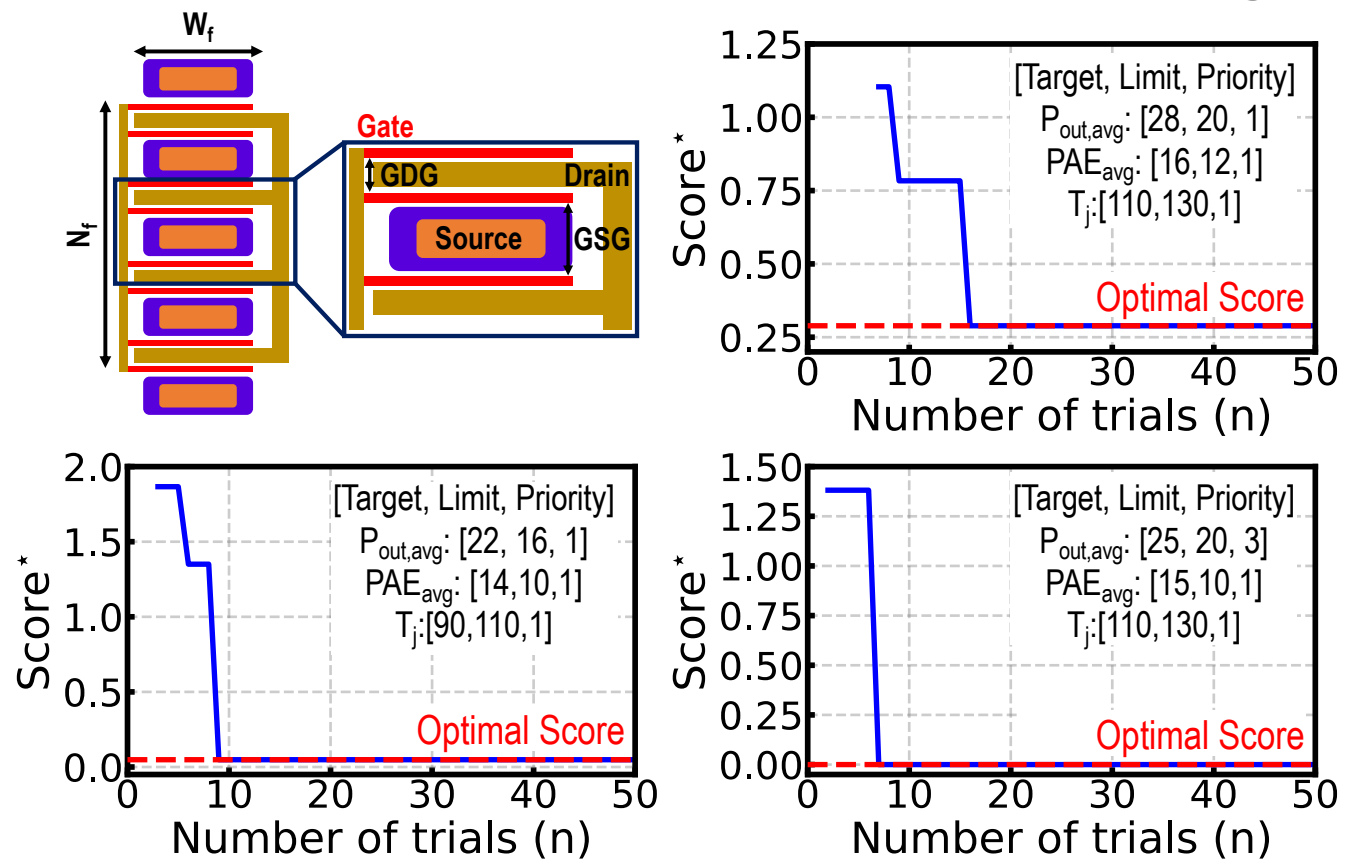 W_f
N_f
Gate
GDG
Drain
Source
GSG
1.25
1.00
0.75
0.50
0.25
Score*
[Target, Limit, Priority]
P_out,avg: [28, 20, 1]
PAE_avg: [16,12,1]
T_j:[110,130,1]
Optimal Score
0 10 20 30 40 50
Number of trials (n)
2.0
1.5
1.0
0.5
0.0
Score*
[Target, Limit, Priority]
P_out,avg: [22, 16, 1]
PAE_avg: [14,10,1]
T_j:[90,110,1]
Optimal Score
0 10 20 30 40 50
Number of trials (n)
1.50
1.25
1.00
0.75
0.50
0.25
0.00
Score*
[Target, Limit, Priority]
P_out,avg: [25, 20, 3]
PAE_avg: [15,10,1]
T_j:[110,130,1]
Optimal Score
0 10 20 30 40 50
Number of trials (n)